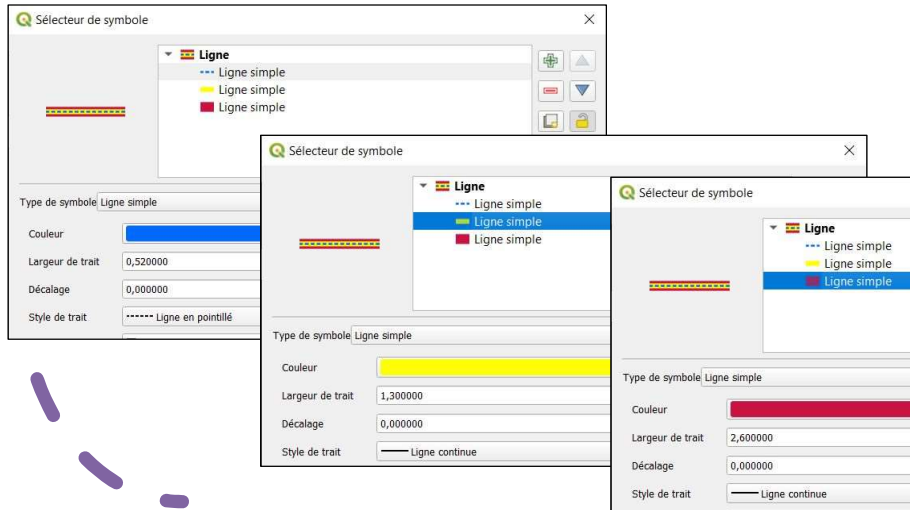 Sélecteur de symbole
Ligne
Ligne simple
Ligne simple
Ligne simple
Type de symbole Ligne simple
Couleur
Largeur de trait 0,520000
Décalage 0,000000
Style de trait Ligne en pointillé
Sélecteur de symbole
Ligne
Ligne simple
Ligne simple
Ligne simple
Type de symbole Ligne simple
Couleur
Largeur de trait 1,300000
Décalage 0,000000
Style de trait Ligne continue
Sélecteur de symbole
Ligne
Ligne simple
Ligne simple
Ligne simple
Type de symbole Ligne simple
Couleur
Largeur de trait 2,600000
Décalage 0,000000
Style de trait Ligne continue